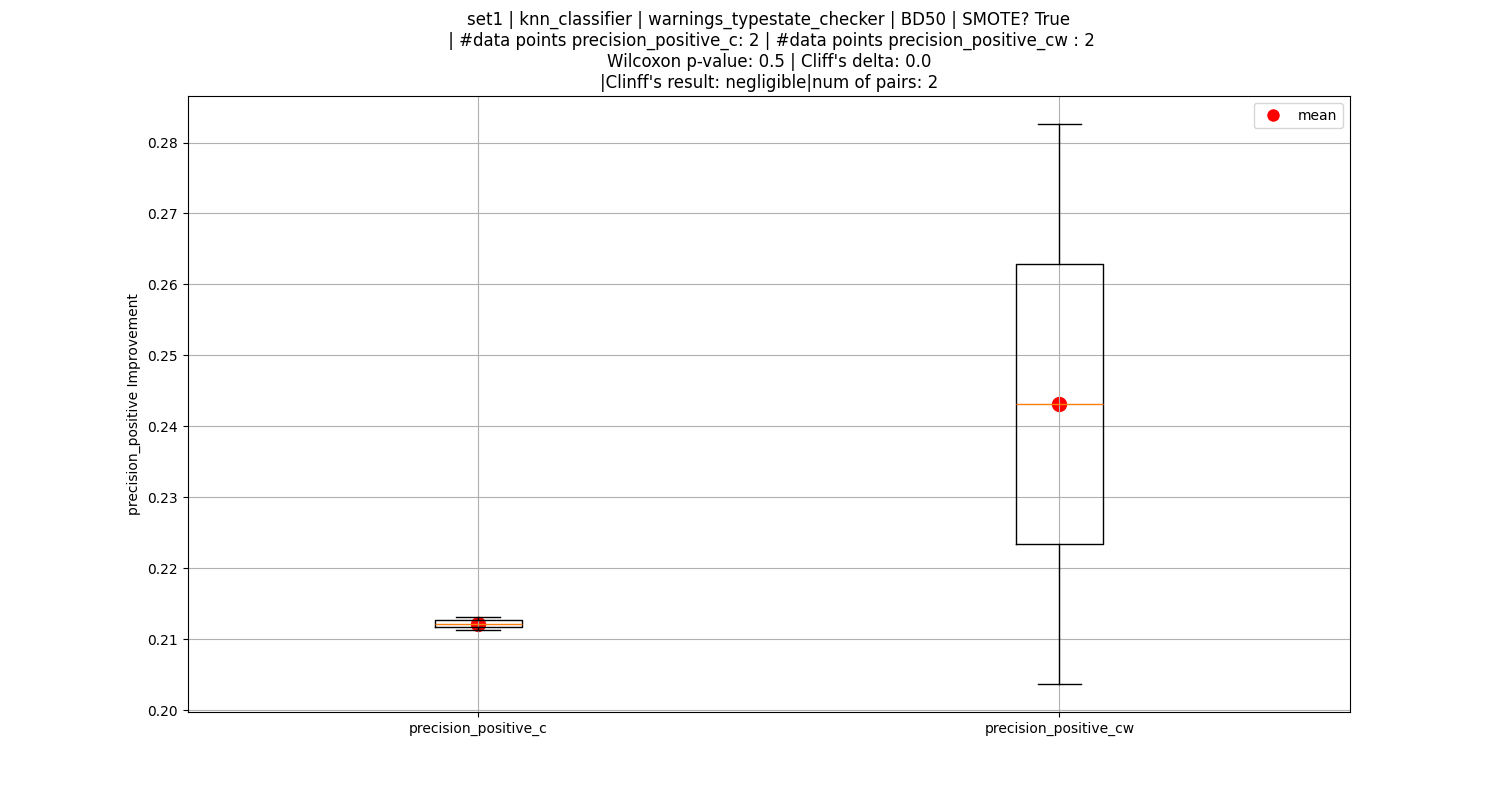 set1 | knn_classifier | warnings_typestate_checker | BD50 | SMOTE? True
| #data points precision_positive_c: 2 | #data points precision_positive_cw : 2
Wilcoxon p-value: 0.5 | Cliff's delta: 0.0
|Clinff's result: negligible|num of pairs: 2
mean
0.28
0.27
0.26
0.25
0.24
0.23
0.22
0.21
0.20
precision_positive Improvement
precision_positive_c
precision_positive_cw